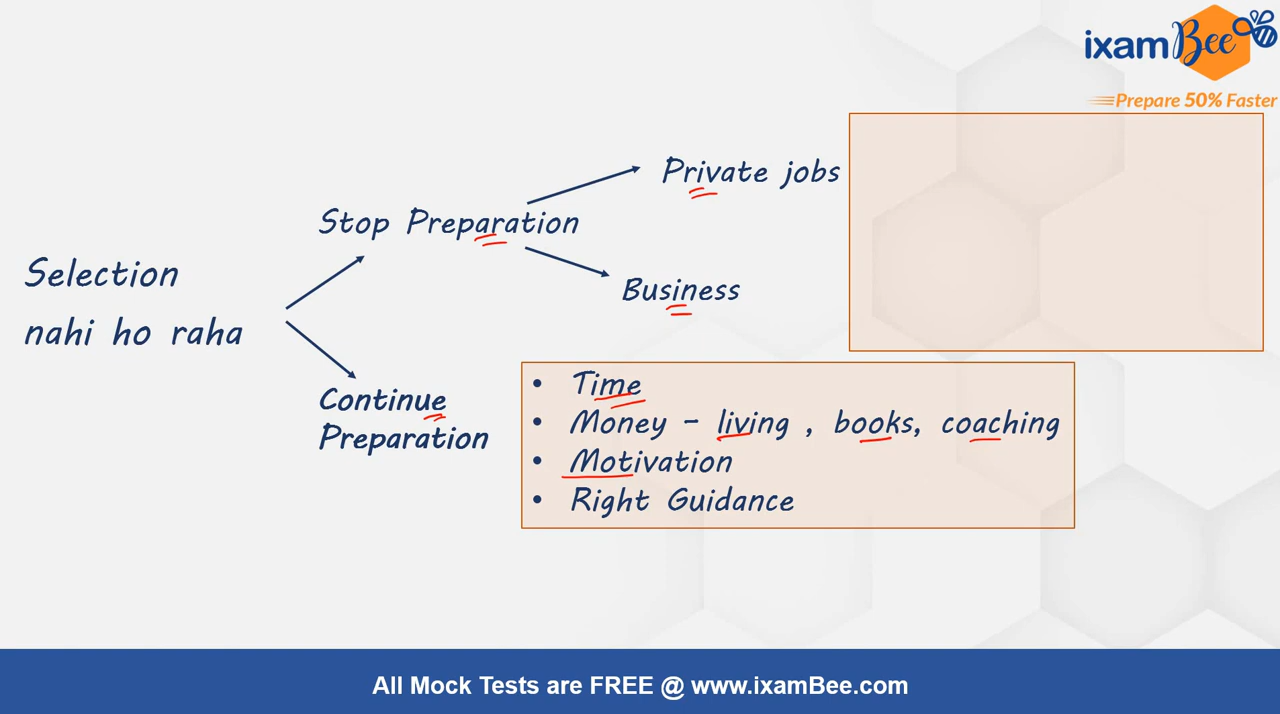 ixamBee
Prepare 50% Faster
Private jobs
Stop Preparation
Business
Selection
nahi ho raha
Continue
Preparation
• Time
• Money - living , books, coaching
• Motivation
• Right Guidance
All Mock Tests are FREE @ www.ixamBee.com